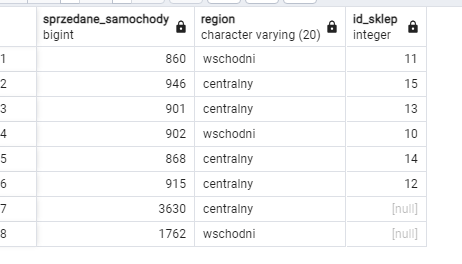 sprzedane_samochody region id_sklep
bigint character varying (20) integer
1 860 wschodni 11
2 946 centralny 15
3 901 centralny 13
4 902 wschodni 10
5 868 centralny 14
6 915 centralny 12
7 3630 centralny [null]
8 1762 wschodni [null]